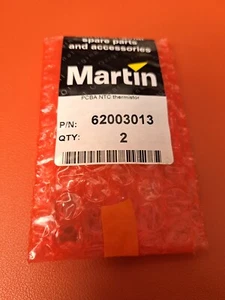 spare parts
and accessories
Martin
PCBA NTC thermistor
P/N: 62003013
QTY: 2